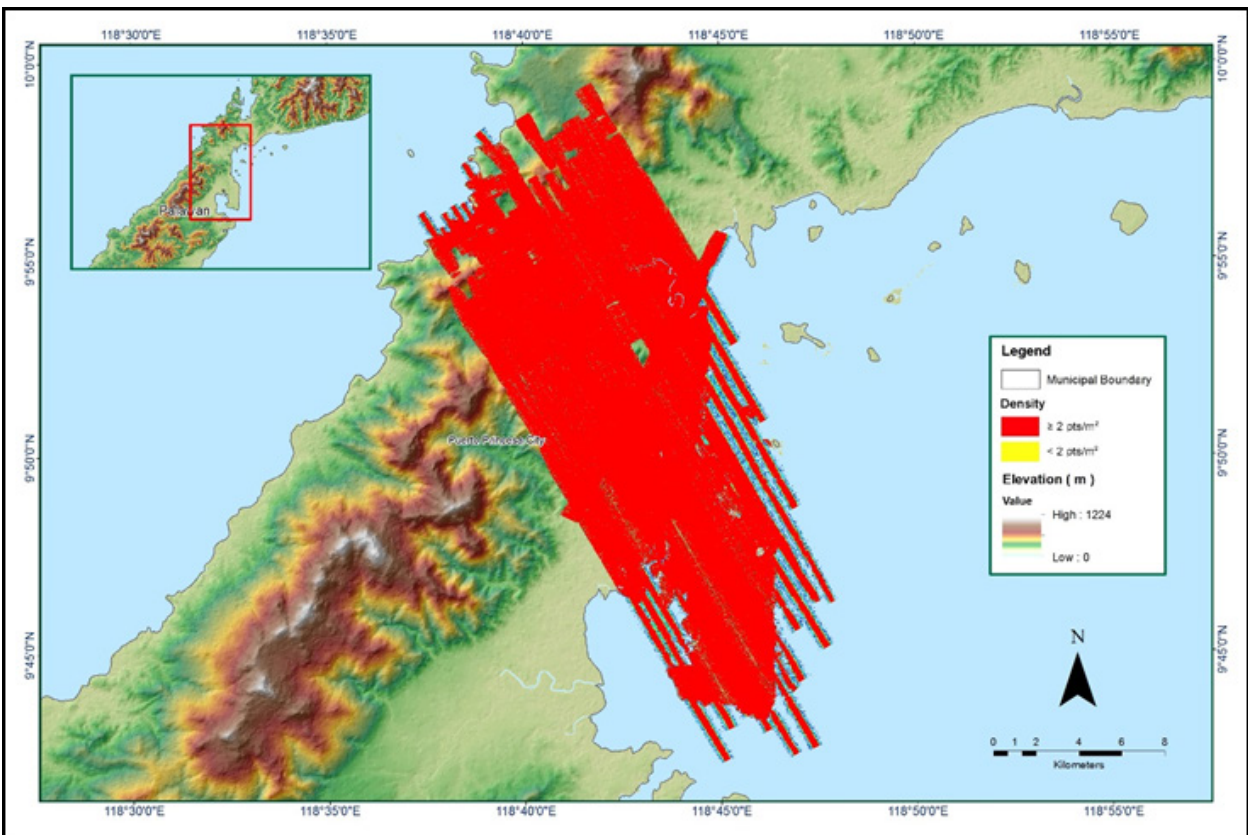 118°30'0"E 118°35'0"E 118°40'0"E 118°45'0"E 118°50'0"E 118°55'0"E
10°0'0"N 10°0'0"N
Palawan
9°55'0"N 9°55'0"N
Legend
Municipal Boundary
Density
≥ 2 pts/m²
< 2 pts/m²
Elevation ( m )
Value
High : 1224
Low : 0
Puerto Princesa City
9°50'0"N 9°50'0"N
9°45'0"N 9°45'0"N
N
0 1 2 4 6 8
Kilometers
118°30'0"E 118°35'0"E 118°40'0"E 118°45'0"E 118°50'0"E 118°55'0"E